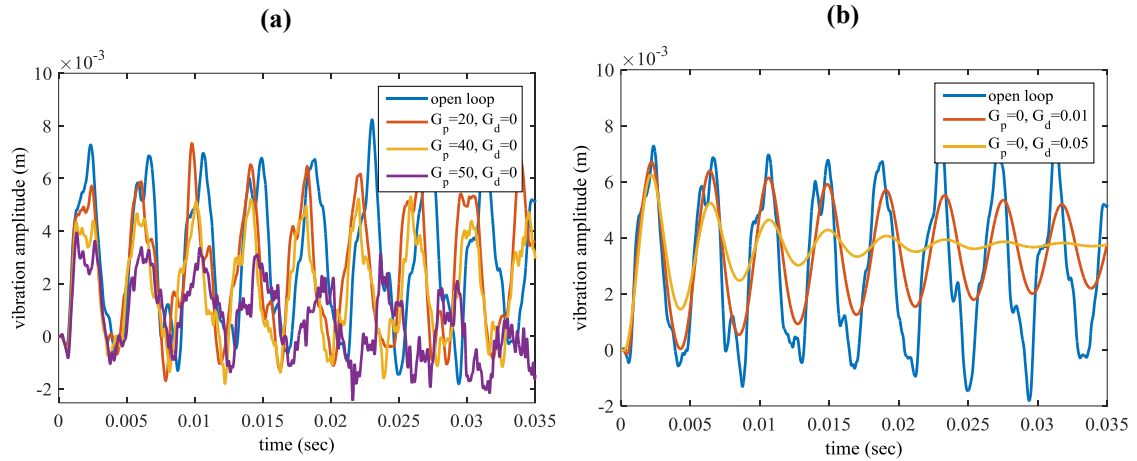 (a)
×10⁻³
10
8
6
4
2
0
-2
0
0.005
0.01
0.015
0.02
0.025
0.03
0.035
vibration amplitude (m)
time (sec)
open loop
G_p=20, G_d=0
G_p=40, G_d=0
G_p=50, G_d=0
(b)
×10⁻³
10
8
6
4
2
0
-2
0
0.005
0.01
0.015
0.02
0.025
0.03
0.035
vibration amplitude (m)
time (sec)
open loop
G_p=0, G_d=0.01
G_p=0, G_d=0.05